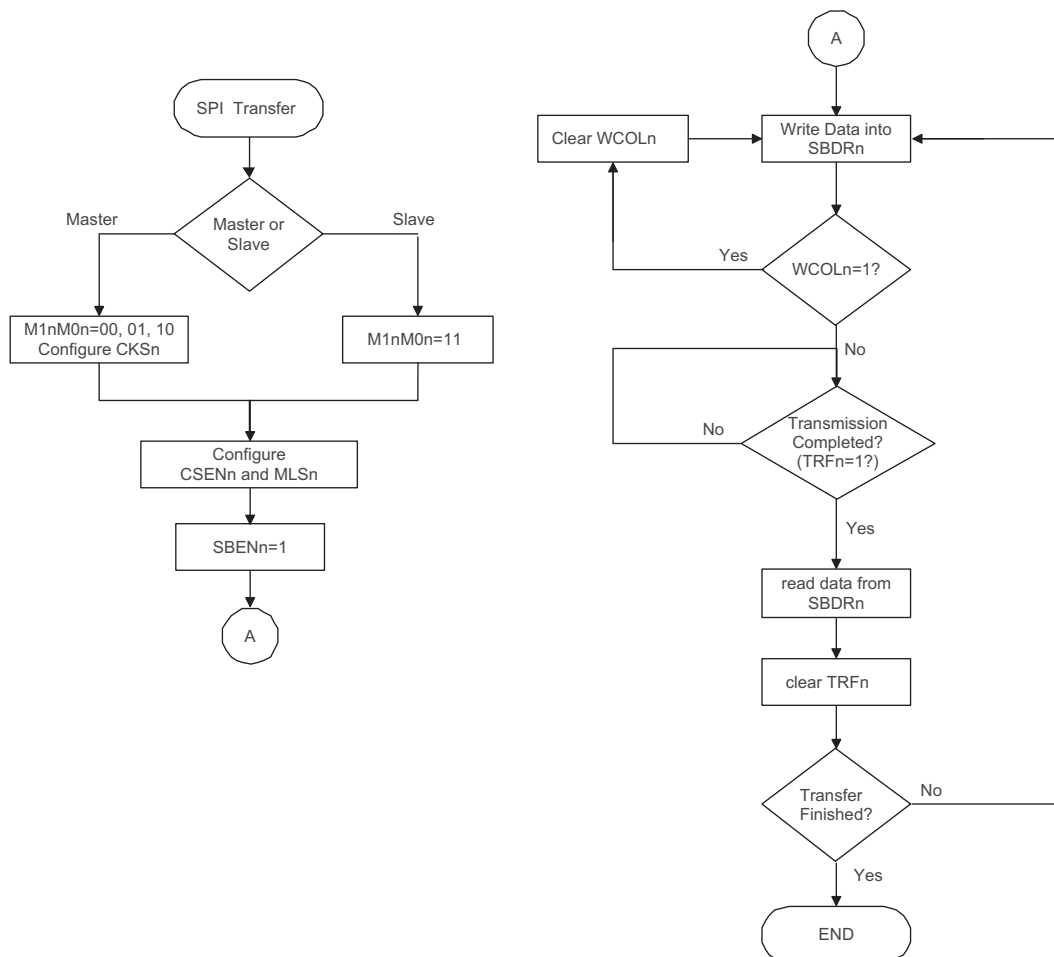 SPI Transfer
Master or
Slave
Master
Slave
M1nM0n=00, 01, 10
Configure CKSn
M1nM0n=11
Configure
CSENn and MLSn
SBENn=1
A
A
Write Data into
SBDRn
Clear WCOLn
WCOLn=1?
Yes
No
Transmission
Completed?
(TRFn=1?)
No
Yes
read data from
SBDRn
clear TRFn
Transfer
Finished?
No
Yes
END